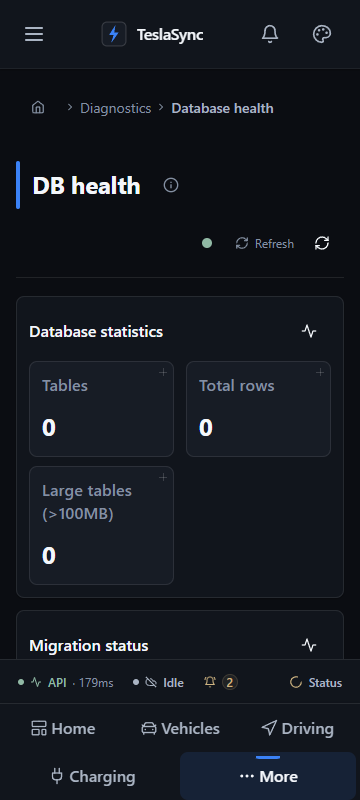 TeslaSync
Diagnostics Database health
DB health
Refresh
Database statistics
Tables
0
Total rows
0
Large tables
(>100MB)
0
Migration status
API · 179ms Idle 2 Status
Home Vehicles Driving
Charging More